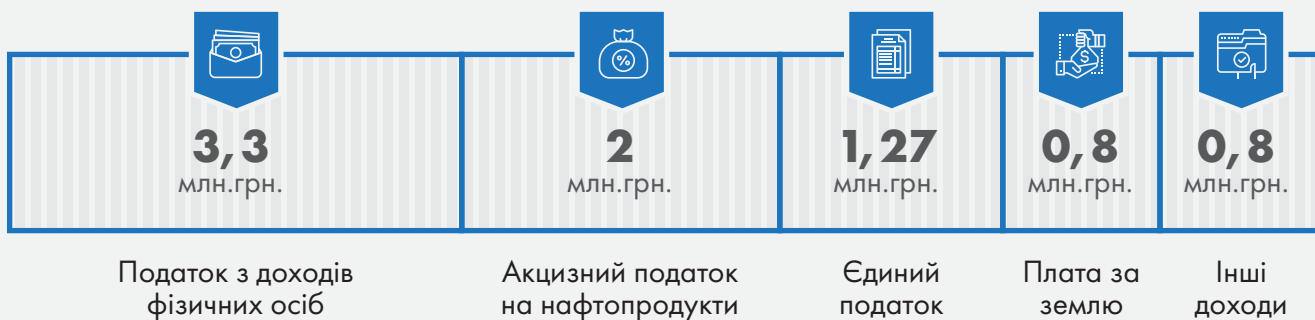 3,3
млн.грн.
2
млн.грн.
1,27
млн.грн.
0,8
млн.грн.
0,8
млн.грн.
Податок з доходів
фізичних осіб
Акцизний податок
на нафтопродукти
Єдиний
податок
Плата за
землю
Інші
доходи